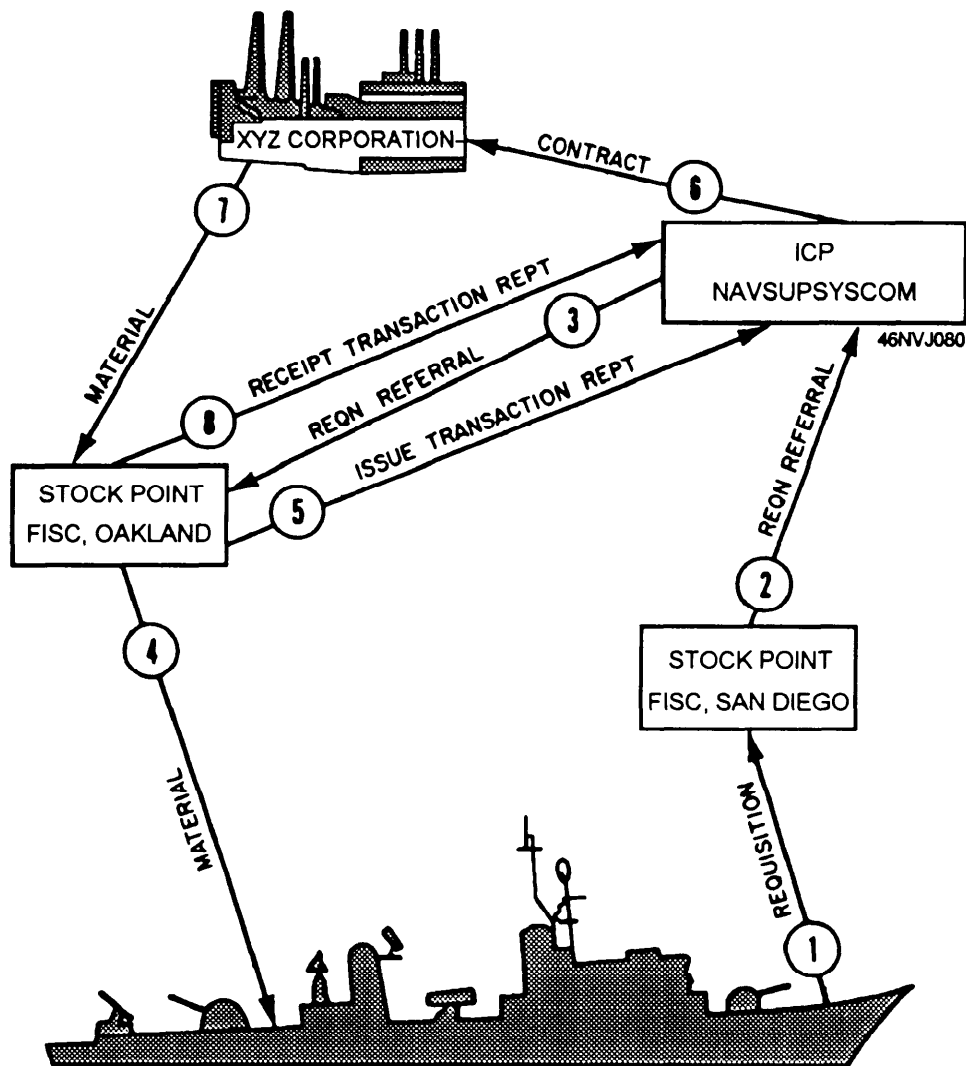 XYZ CORPORATION
CONTRACT
6
7
ICP
NAVSUPSYSCOM
46NVJ080
MATERIAL
RECEIPT TRANSACTION REPT
8
3
REQN REFERRAL
ISSUE TRANSACTION REPT
5
REQN REFERRAL
2
STOCK POINT
FISC, OAKLAND
4
MATERIAL
STOCK POINT
FISC, SAN DIEGO
REQUISITION
1